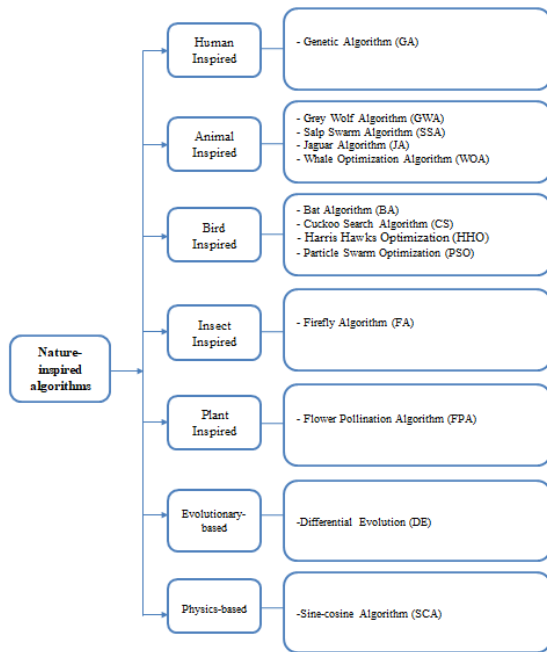 Human
Inspired
- Genetic Algorithm (GA)
Animal
Inspired
- Grey Wolf Algorithm (GWA)
- Salp Swarm Algorithm (SSA)
- Jaguar Algorithm (JA)
- Whale Optimization Algorithm (WOA)
Bird
Inspired
- Bat Algorithm (BA)
- Cuckoo Search Algorithm (CS)
- Harris Hawks Optimization (HHO)
- Particle Swarm Optimization (PSO)
Insect
Inspired
- Firefly Algorithm (FA)
Nature-
inspired
algorithms
Plant
Inspired
- Flower Pollination Algorithm (FPA)
Evolutionary-
based
-Differential Evolution (DE)
Physics-based
-Sine-cosine Algorithm (SCA)